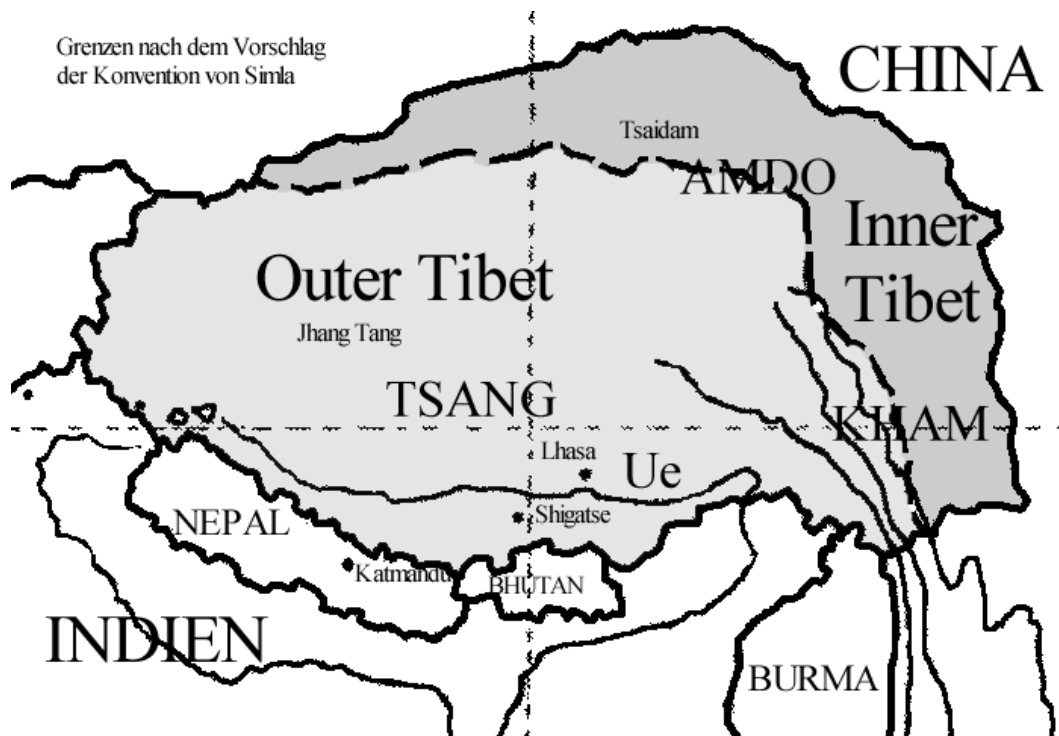 Grenzen nach dem Vorschlag
der Konvention von Simla
CHINA
Tsaidam
AMDO
Inner
Tibet
Outer Tibet
Jhang Tang
TSANG
KHAM
Lhasa
Ue
Shigatse
NEPAL
Katmandu
BHUTAN
INDIEN
BURMA